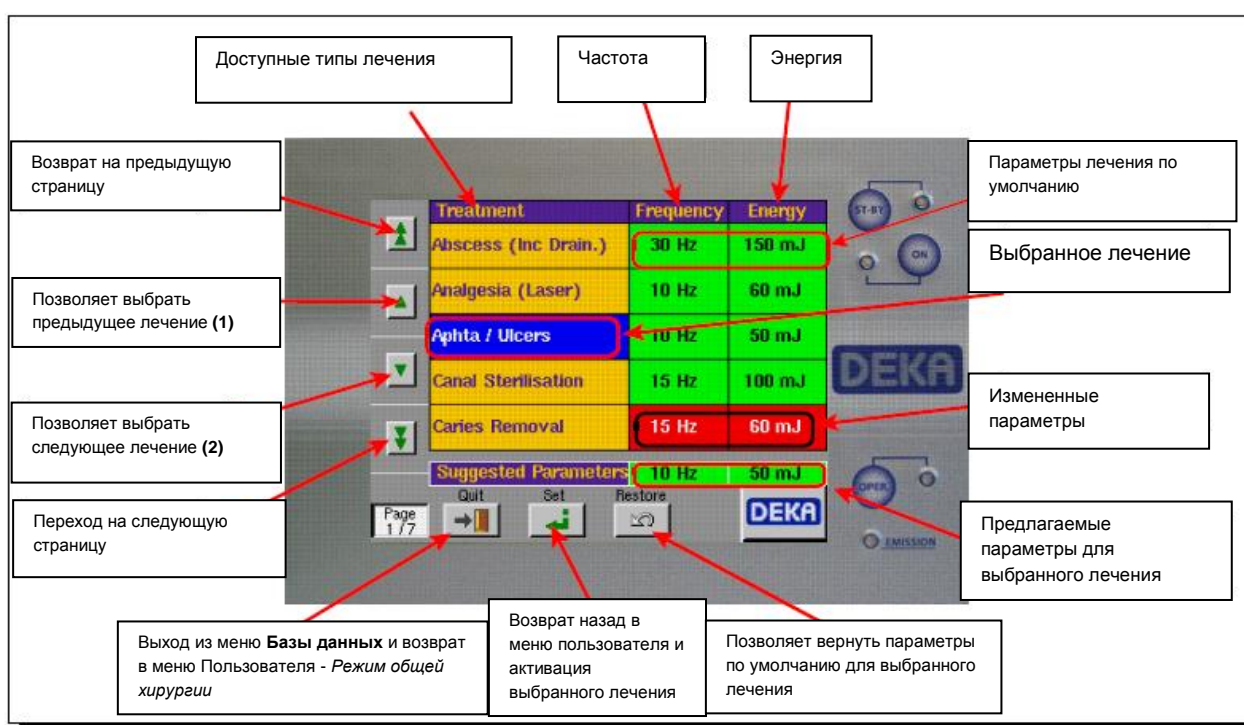 Доступные типы лечения
Частота
Энергия
Возврат на предыдущую
страницу
Параметры лечения по
умолчанию
Выбранное лечение
Позволяет выбрать
предыдущее лечение (1)
Позволяет выбрать
следующее лечение (2)
Переход на следующую
страницу
Измененные
параметры
Предлагаемые
параметры для
выбранного лечения
Treatment Frequency Energy
Abscess (Inc Drain.) 30 Hz 150 mJ
Analgesia (Laser) 10 Hz 60 mJ
Aphta / Ulcers 10 Hz 50 mJ
Canal Sterilisation 15 Hz 100 mJ
Caries Removal 15 Hz 60 mJ
Suggested Parameters 10 Hz 50 mJ
Page
1 / 7
Quit
Set
Restore
DEKA
ST-BY
ON
DEKA
OPER.
EMISSION
Выход из меню Базы данных и возврат
в меню Пользователя - Режим общей
хирургии
Возврат назад в
меню пользователя и
активация
выбранного лечения
Позволяет вернуть параметры
по умолчанию для выбранного
лечения